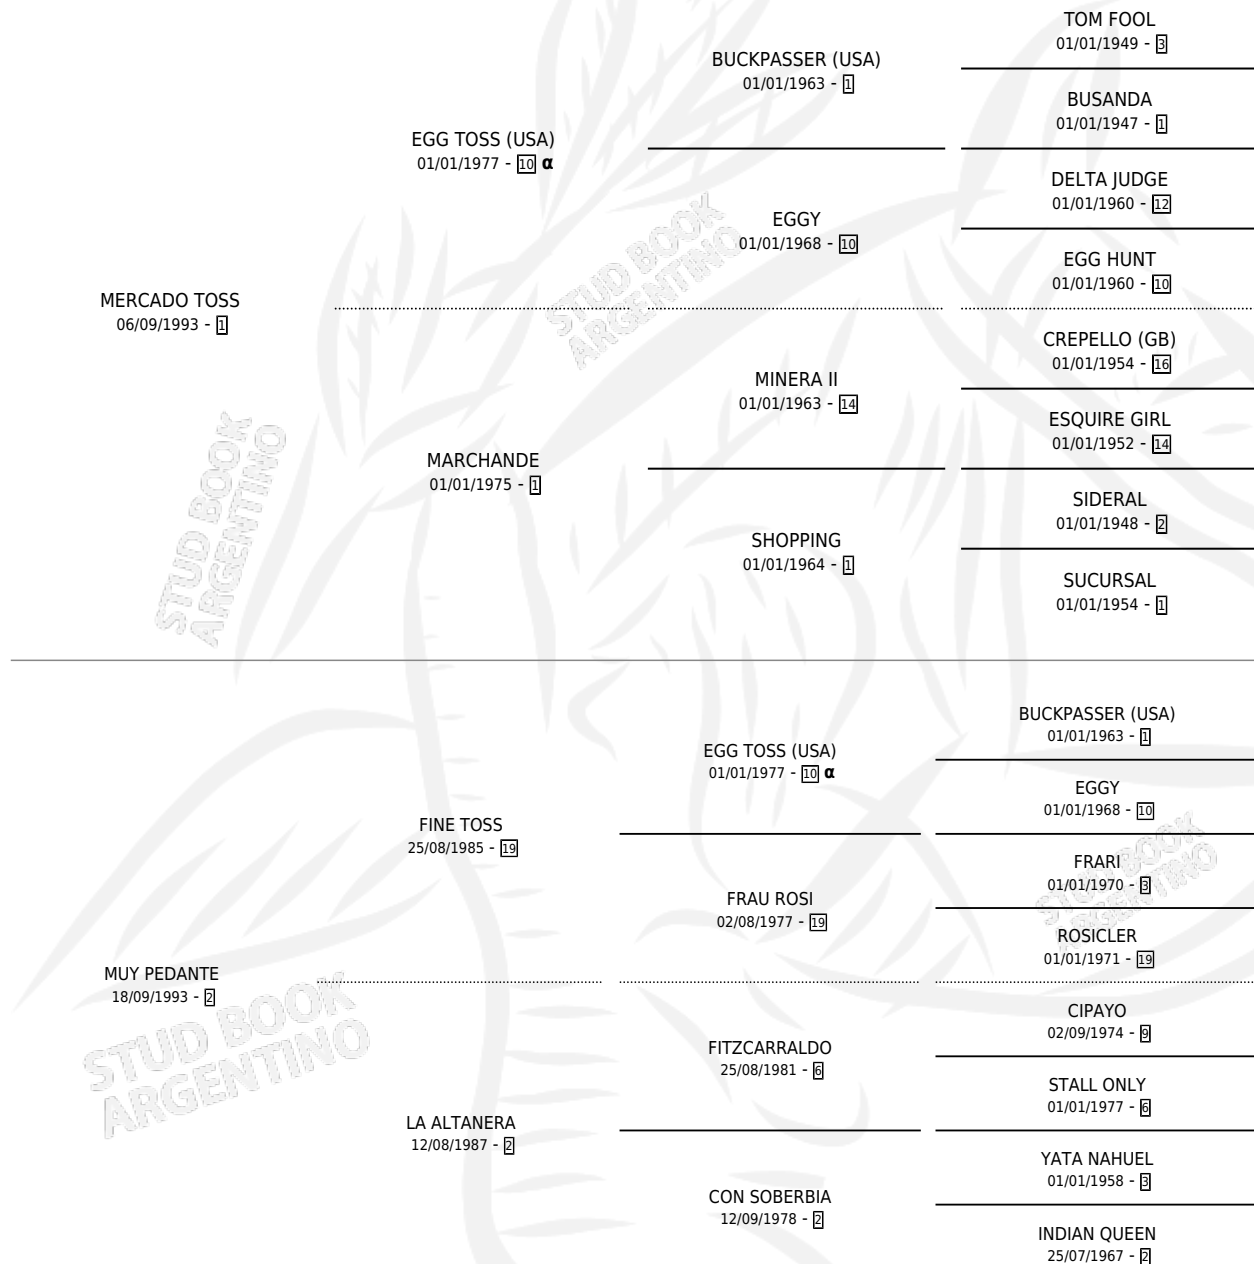 TOM FOOL
01/01/1949 - 3
BUCKPASSER (USA)
01/01/1963 - 1
BUSANDA
01/01/1947 - 1
EGG TOSS (USA)
01/01/1977 - 10 α
DELTA JUDGE
01/01/1960 - 12
EGGY
01/01/1968 - 10
EGG HUNT
01/01/1960 - 10
MERCADO TOSS
06/09/1993 - 1
CREPELLO (GB)
01/01/1954 - 16
MINERA II
01/01/1963 - 14
ESQUIRE GIRL
01/01/1952 - 14
MARCHANDE
01/01/1975 - 1
SIDERAL
01/01/1948 - 2
SHOPPING
01/01/1964 - 1
SUCURSAL
01/01/1954 - 1
BUCKPASSER (USA)
01/01/1963 - 1
EGG TOSS (USA)
01/01/1977 - 10 α
EGGY
01/01/1968 - 10
FINE TOSS
25/08/1985 - 19
FRARI
01/01/1970 - 3
FRAU ROSI
02/08/1977 - 19
ROSICLER
01/01/1971 - 19
MUY PEDANTE
18/09/1993 - 2
CIPAYO
02/09/1974 - 9
FITZCARRALDO
25/08/1981 - 6
STALL ONLY
01/01/1977 - 6
LA ALTANERA
12/08/1987 - 2
YATA NAHUEL
01/01/1958 - 3
CON SOBERBIA
12/09/1978 - 2
INDIAN QUEEN
25/07/1967 - 2
STUD BOOK
ARGENTINO
STUD BOOK
ARGENTINO
STUD BOOK
ARGENTINO
STUD BOOK
ARGENTINO